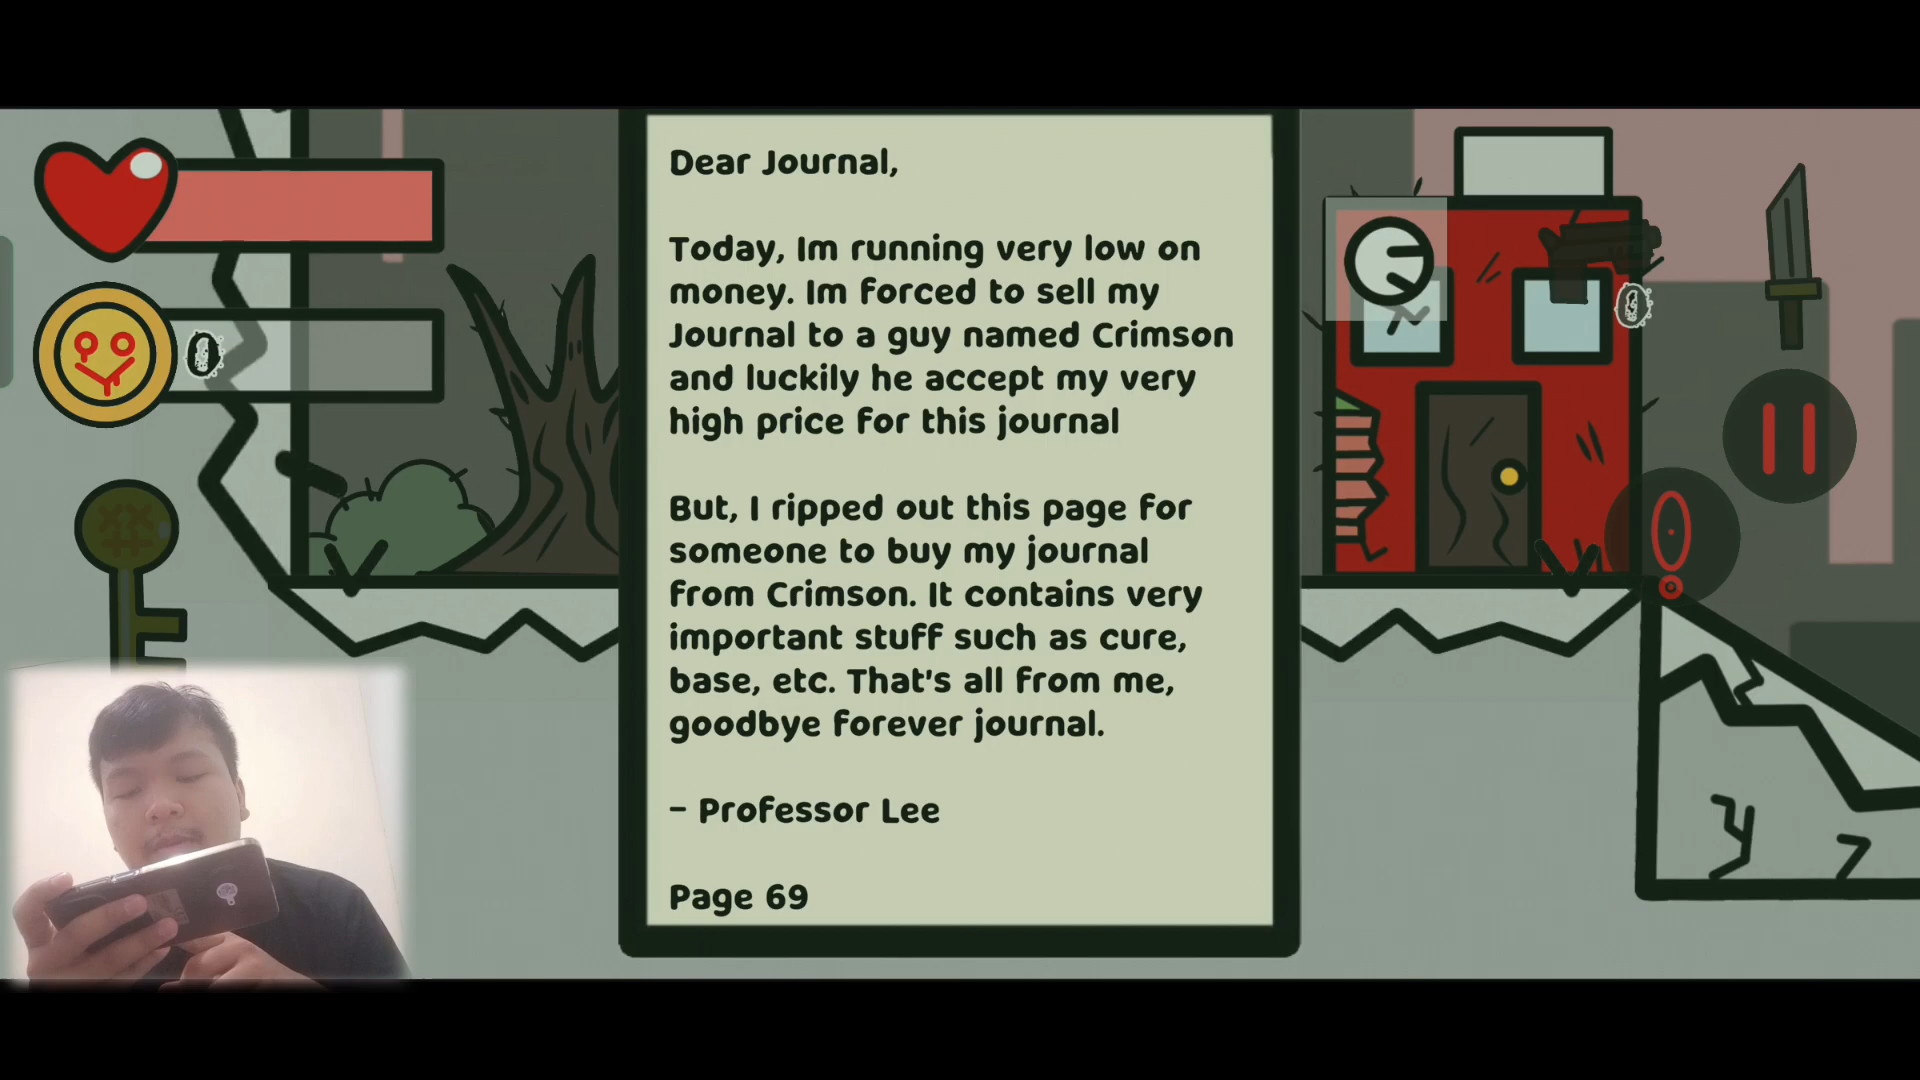 Dear Journal,
Today, Im running very low on
money. Im forced to sell my
Journal to a guy named Crimson
and luckily he accept my very
high price for this journal
But, I ripped out this page for
someone to buy my journal
from Crimson. It contains very
important stuff such as cure,
base, etc. That's all from me,
goodbye forever journal.
- Professor Lee
Page 69
0
0